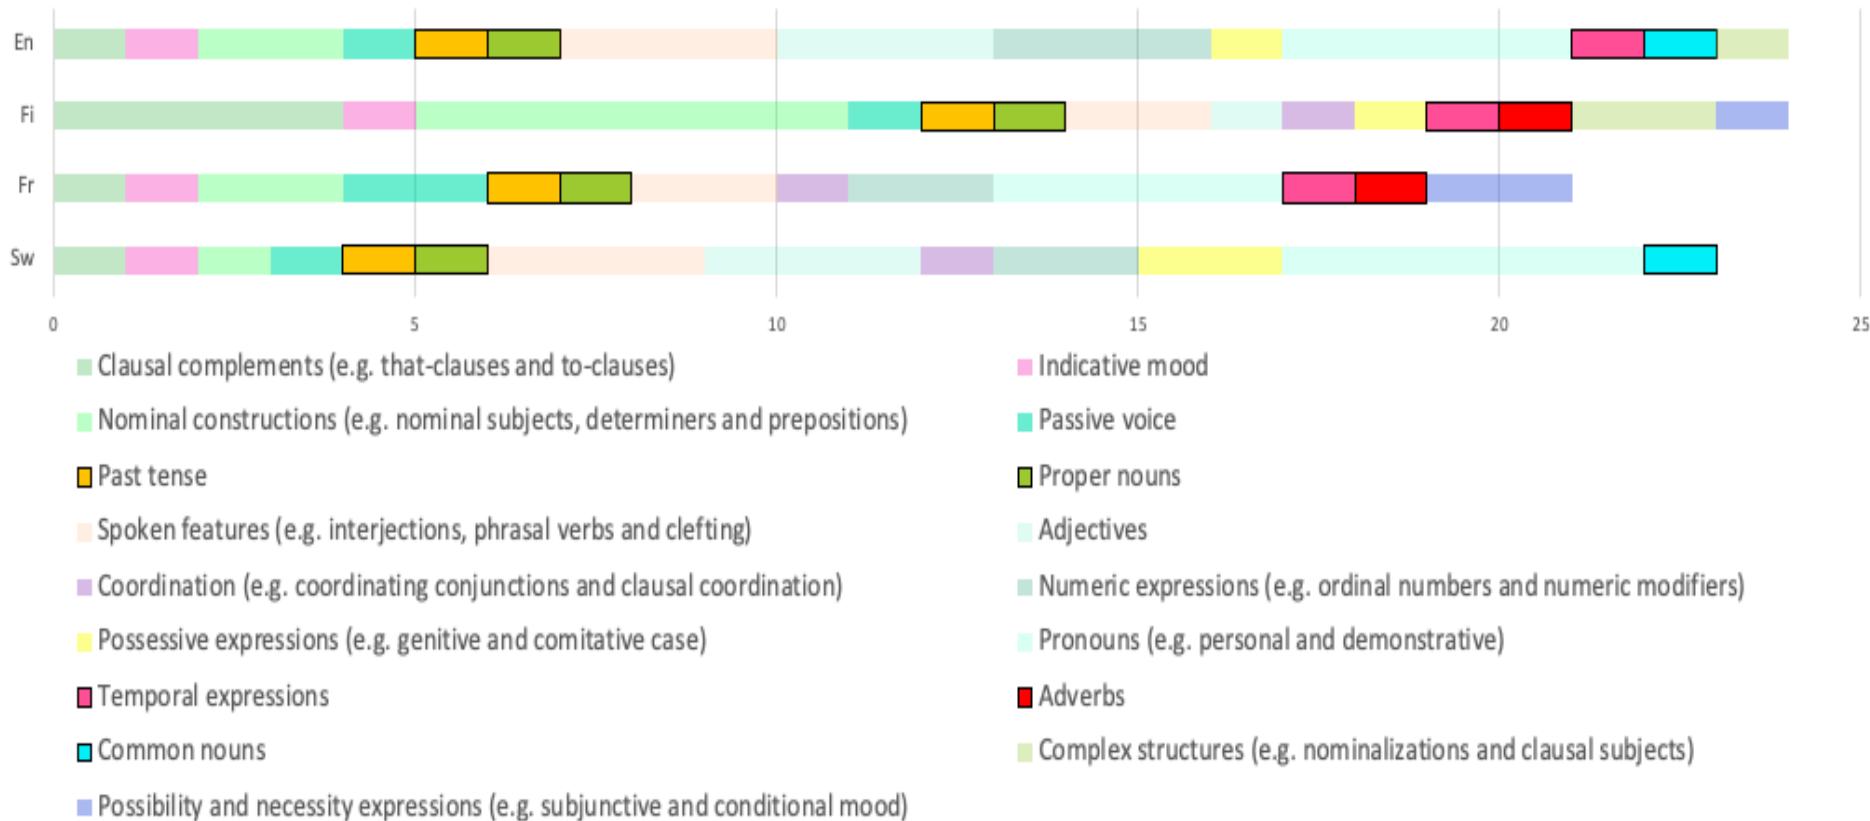 En
Fi
Fr
Sw
0 5 10 15 20 25
Clausal complements (e.g. that-clauses and to-clauses)
Indicative mood
Nominal constructions (e.g. nominal subjects, determiners and prepositions)
Passive voice
Past tense
Proper nouns
Spoken features (e.g. interjections, phrasal verbs and clefting)
Adjectives
Coordination (e.g. coordinating conjunctions and clausal coordination)
Numeric expressions (e.g. ordinal numbers and numeric modifiers)
Possessive expressions (e.g. genitive and comitative case)
Pronouns (e.g. personal and demonstrative)
Temporal expressions
Adverbs
Common nouns
Complex structures (e.g. nominalizations and clausal subjects)
Possibility and necessity expressions (e.g. subjunctive and conditional mood)